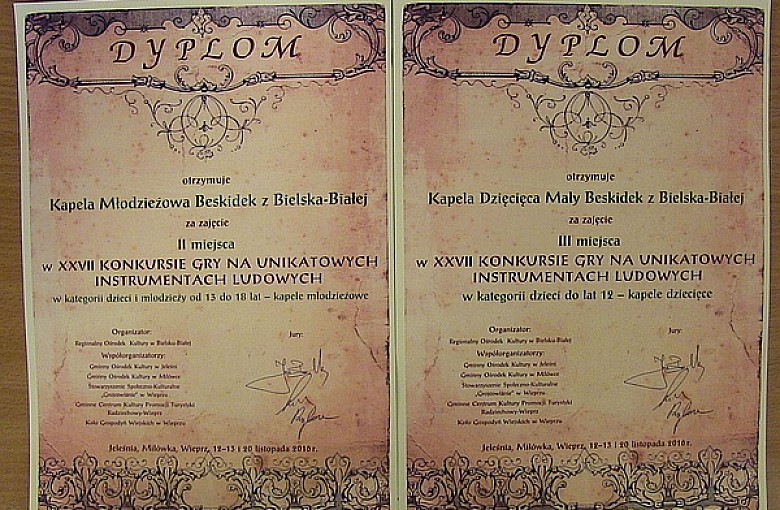 DYPLOM
otrzymuje
Kapela Młodzieżowa Beskidek z Bielska-Białej
za zajęcie
II miejsca
w XXVII KONKURSIE GRY NA UNIKATOWYCH
INSTRUMENTACH LUDOWYCH
w kategorii dzieci i młodzieży od 13 do 18 lat – kapele młodzieżowe
Organizator:
Regionalny Ośrodek Kultury w Bielsku-Białej
Współorganizatorzy:
Gminny Ośrodek Kultury w Jeleśni
Gminny Ośrodek Kultury w Milówce
Stowarzyszenie Społeczno-Kulturalne
„Grojcowianie" w Wieprzu
Gminne Centrum Kultury Promocji Turystyki
Radziechowy-Wieprz
Koło Gospodyń Wiejskich w Wieprzu
Jury:
Jeleśnia, Milówka, Wieprz, 12–13 i 20 listopada 2010r.
DYPLOM
otrzymuje
Kapela Dziecięca Mały Beskidek z Bielska-Białej
za zajęcie
III miejsca
w XXVII KONKURSIE GRY NA UNIKATOWYCH
INSTRUMENTACH LUDOWYCH
w kategorii dzieci do lat 12 – kapele dziecięce
Organizator:
Regionalny Ośrodek Kultury w Bielsku-Białej
Współorganizatorzy:
Gminny Ośrodek Kultury w Jeleśni
Gminny Ośrodek Kultury w Milówce
Stowarzyszenie Społeczno-Kulturalne
„Grojcowianie" w Wieprzu
Gminne Centrum Kultury Promocji Turystyki
Radziechowy-Wieprz
Koło Gospodyń Wiejskich w Wieprzu
Jury:
Jeleśnia, Milówka, Wieprz, 12–13 i 20 listopada 2010r.